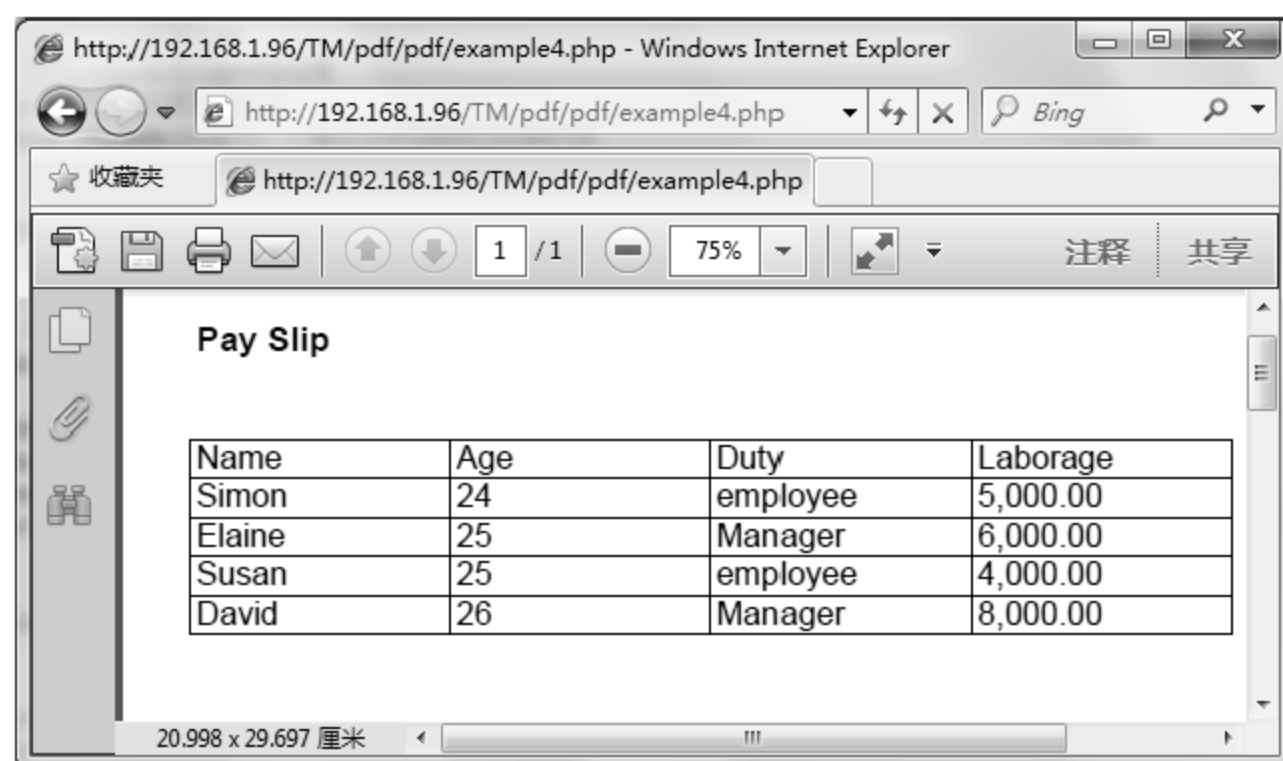 http://192.168.1.96/TM/pdf/pdf/example4.php - Windows Internet Explorer
http://192.168.1.96/TM/pdf/pdf/example4.php Bing
收藏夹 http://192.168.1.96/TM/pdf/pdf/example4.php
1 / 1 75% 注释 共享
Pay Slip
Name Age Duty Laborage
Simon 24 employee 5,000.00
Elaine 25 Manager 6,000.00
Susan 25 employee 4,000.00
David 26 Manager 8,000.00
20.998 x 29.697 厘米